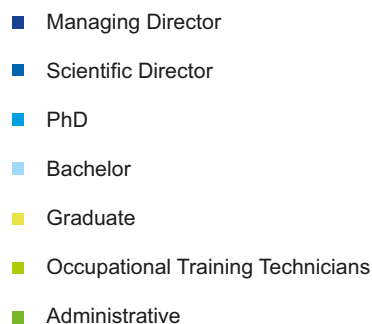 Managing Director
Scientific Director
PhD
Bachelor
Graduate
Occupational Training Technicians
Administrative